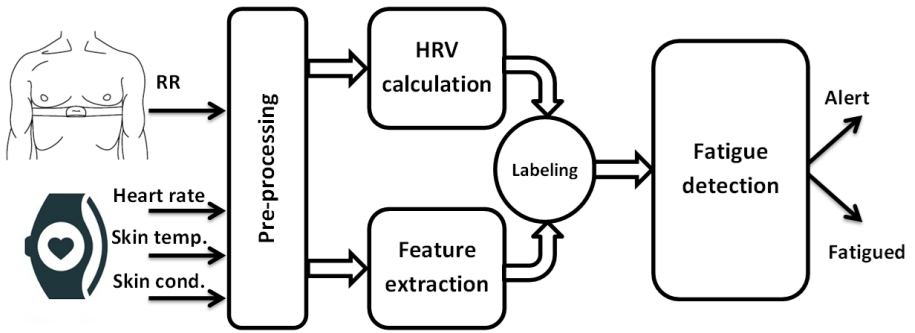 RR
Heart rate
Skin temp.
Skin cond.
Pre-processing
HRV
calculation
Feature
extraction
Labeling
Fatigue
detection
Alert
Fatigued